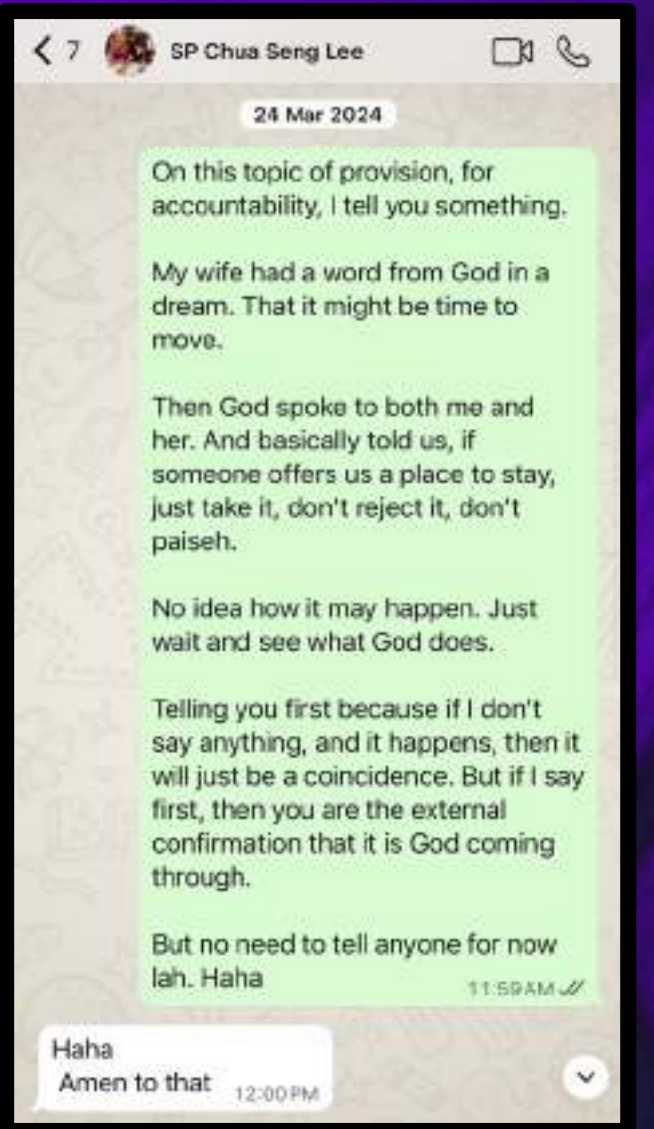 7 SP Chua Seng Lee
24 Mar 2024
On this topic of provision, for
accountability, I tell you something.
My wife had a word from God in a
dream. That it might be time to
move.
Then God spoke to both me and
her. And basically told us, if
someone offers us a place to stay,
just take it, don't reject it, don't
paiseh.
No idea how it may happen. Just
wait and see what God does.
Telling you first because if I don't
say anything, and it happens, then it
will just be a coincidence. But if I say
first, then you are the external
confirmation that it is God coming
through.
But no need to tell anyone for now
lah. Haha
11:59 AM
Haha
Amen to that
12:00 PM